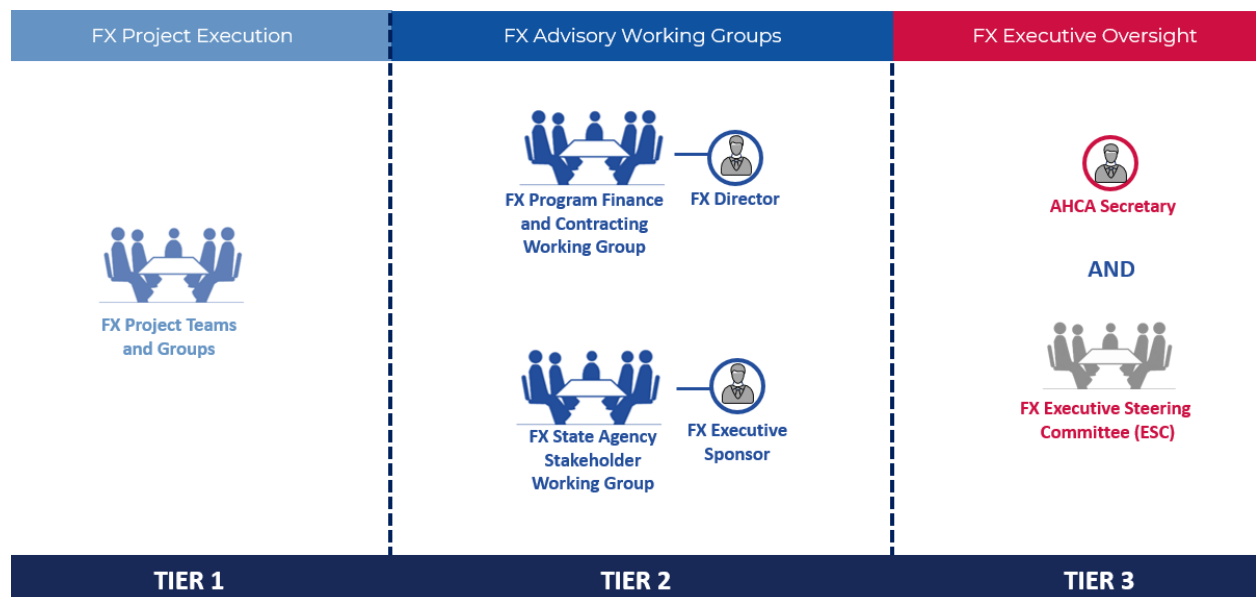 FX Project Execution
FX Advisory Working Groups
FX Executive Oversight
FX Project Teams
and Groups
FX Program Finance
and Contracting
Working Group
FX Director
FX State Agency
Stakeholder
Working Group
FX Executive
Sponsor
AHCA Secretary
AND
FX Executive Steering
Committee (ESC)
TIER 1
TIER 2
TIER 3